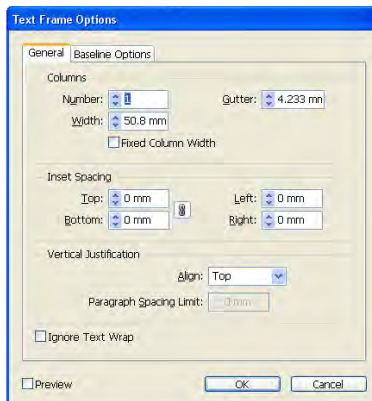 Text Frame Options
General Baseline Options
Columns
Number: 1 Gutter: 4.233 mm
Width: 50.8 mm
Fixed Column Width
Inset Spacing
Top: 0 mm Left: 0 mm
Bottom: 0 mm Right: 0 mm
Vertical Justification
Align: Top
Paragraph Spacing Limit: 0 mm
Ignore Text Wrap
Preview OK Cancel